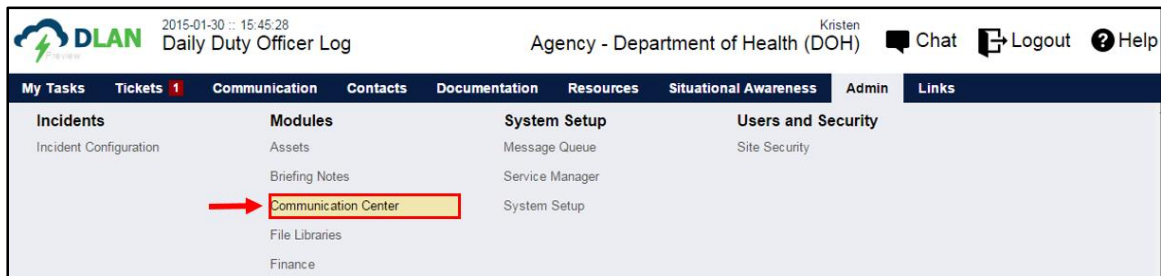 DLAN
Preview
2015-01-30 :: 15:45:28
Daily Duty Officer Log
Kristen
Agency - Department of Health (DOH)
Chat
Logout
Help
My Tasks Tickets 1 Communication Contacts Documentation Resources Situational Awareness Admin Links
Incidents Modules System Setup Users and Security
Incident Configuration Assets Message Queue Site Security
Briefing Notes Service Manager
Communication Center System Setup
File Libraries
Finance